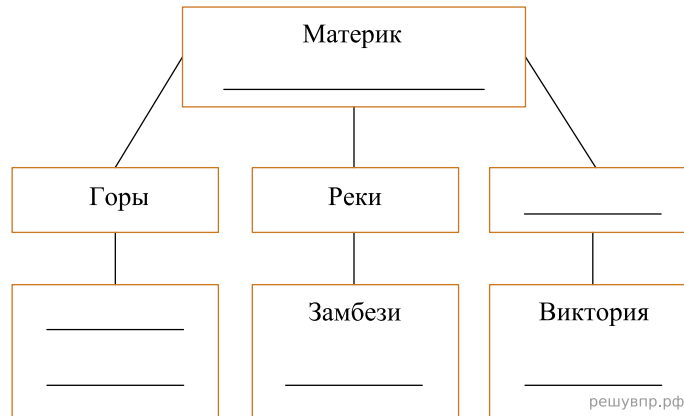 Материк
Горы
Реки
Замбези
Виктория
решувпр.рф